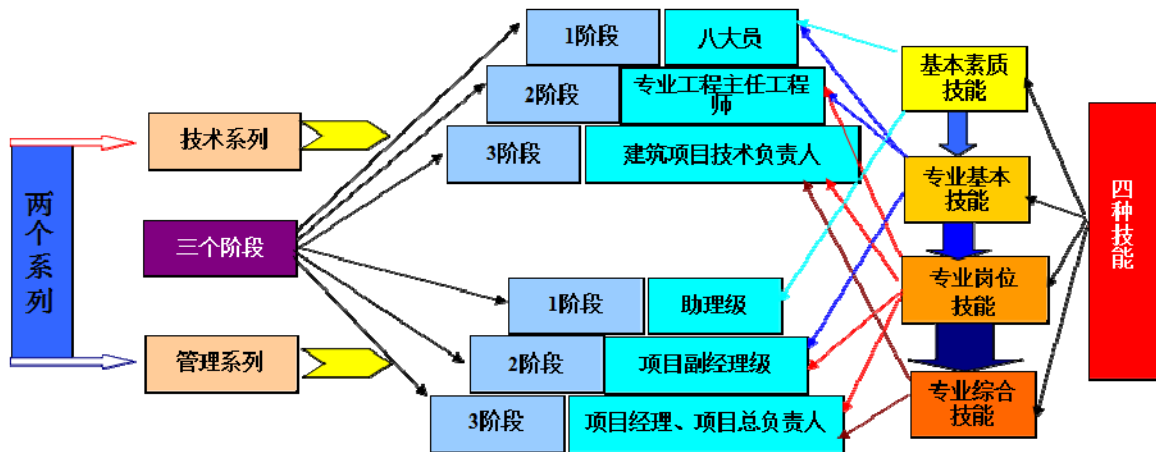 1阶段
八大员
2阶段
专业工程主任工程
师
3阶段
建筑项目技术负责人
技术系列
两个系列
三个阶段
管理系列
1阶段
助理级
2阶段
项目副经理级
3阶段
项目经理、项目总负责人
基本素质
技能
专业基本
技能
专业岗位
技能
专业综合
技能
四种技能